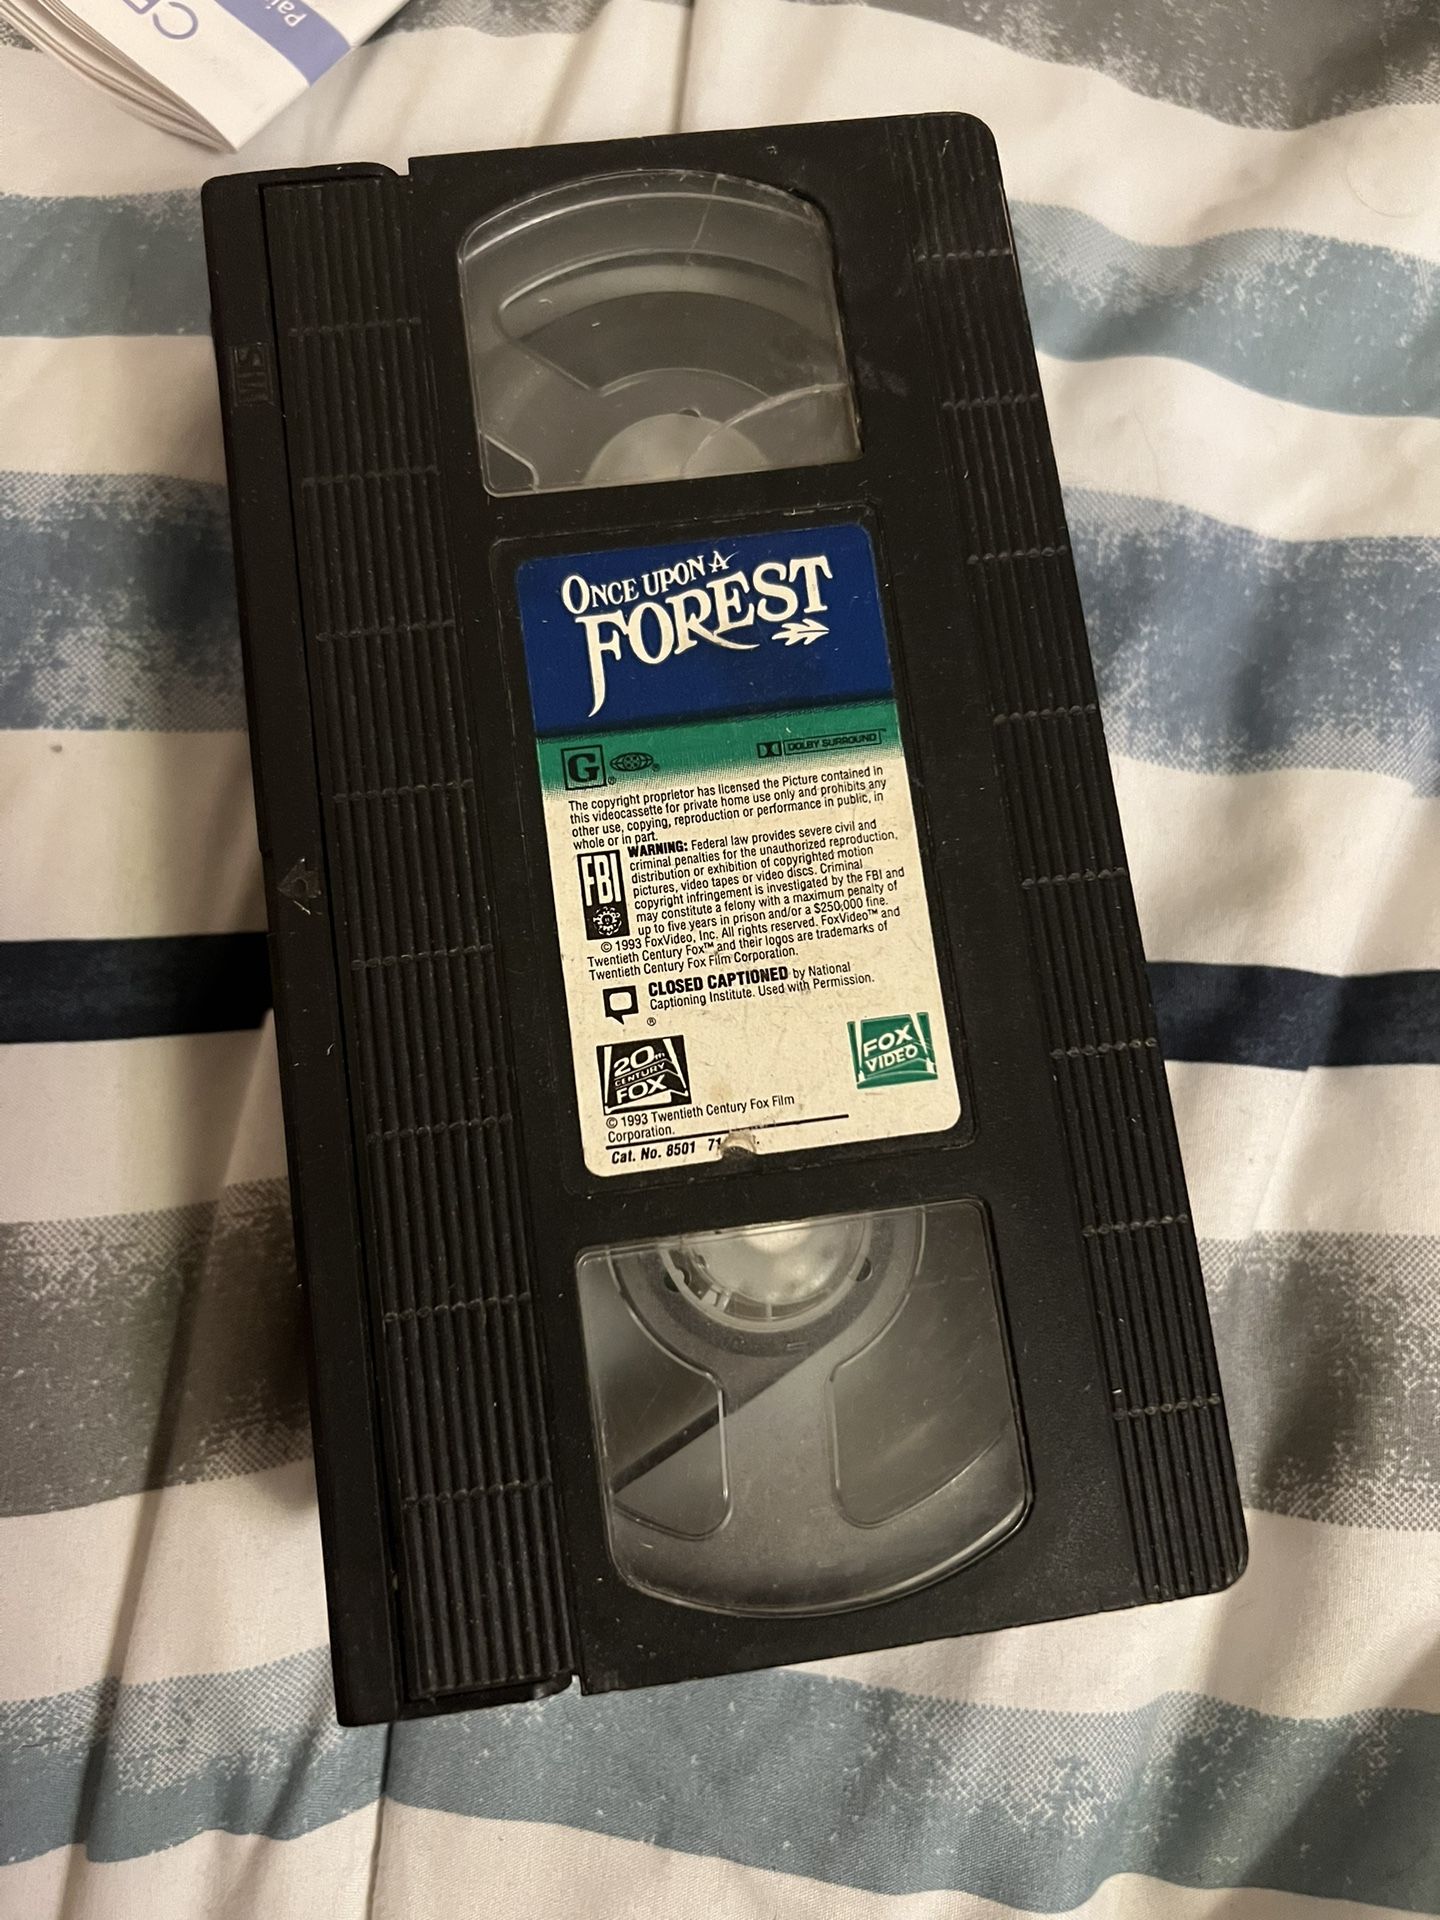 Pai
VHS
ONCE UPON A
FOREST
G ®
®
DOLBY SURROUND
The copyright proprietor has licensed the Picture contained in
this videocassette for private home use only and prohibits any
other use, copying, reproduction or performance in public, in
whole or in part.
FBI
WARNING: Federal law provides severe civil and
criminal penalties for the unauthorized reproduction,
distribution or exhibition of copyrighted motion
pictures, video tapes or video discs. Criminal
copyright infringement is investigated by the FBI and
may constitute a felony with a maximum penalty of
up to five years in prison and/or a $250,000 fine.
© 1993 FoxVideo, Inc. All rights reserved. FoxVideo™ and
Twentieth Century Fox™ and their logos are trademarks of
Twentieth Century Fox Film Corporation.
CLOSED CAPTIONED by National
Captioning Institute. Used with Permission.
®
20TH
CENTURY
FOX
FOX
VIDEO
© 1993 Twentieth Century Fox Film
Corporation.
Cat. No. 8501